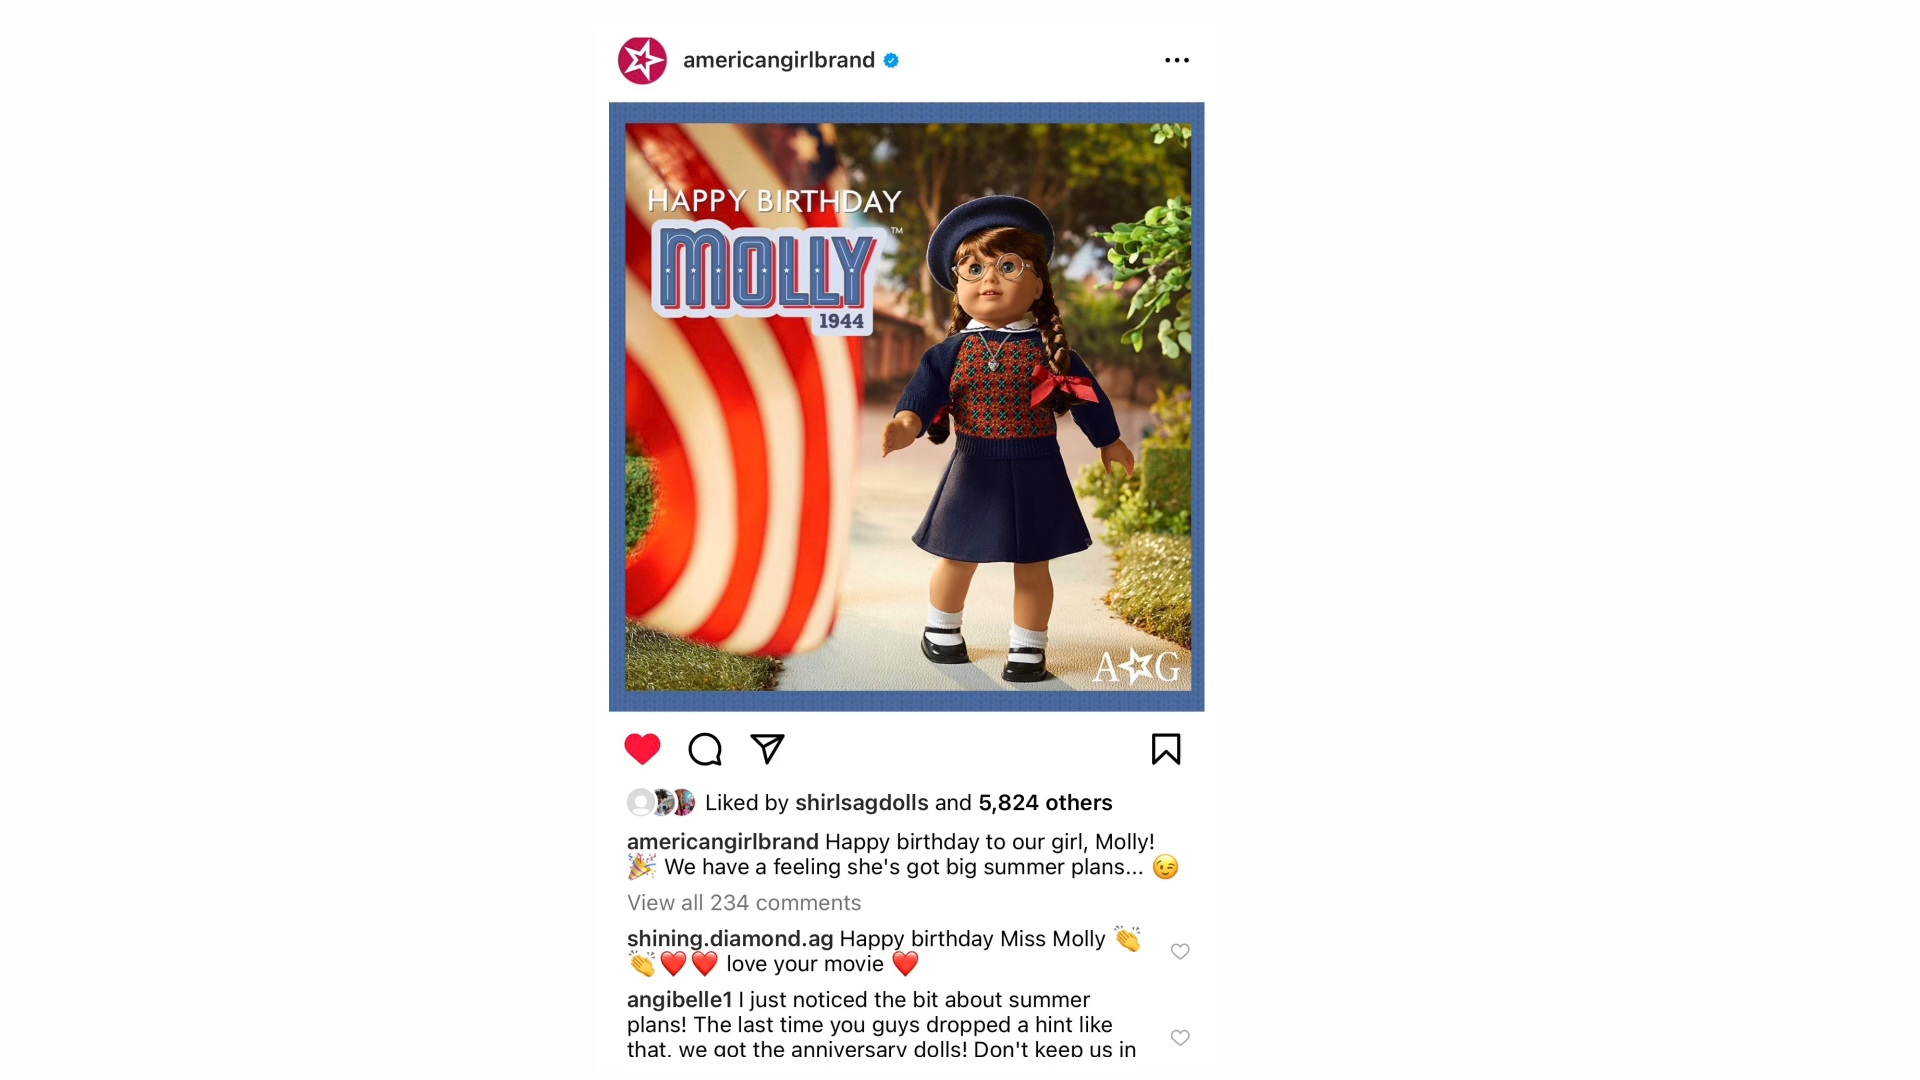 americangirlbrand
HAPPY BIRTHDAY
MOLLY™
1944
A☆G
Liked by shirlsagdolls and 5,824 others
americangirlbrand Happy birthday to our girl, Molly!
🎉 We have a feeling she's got big summer plans... 😉
View all 234 comments
shining.diamond.ag Happy birthday Miss Molly 👏
👏❤️❤️ love your movie ❤️
angibelle1 I just noticed the bit about summer
plans! The last time you guys dropped a hint like
that, we got the anniversary dolls! Don't keep us in